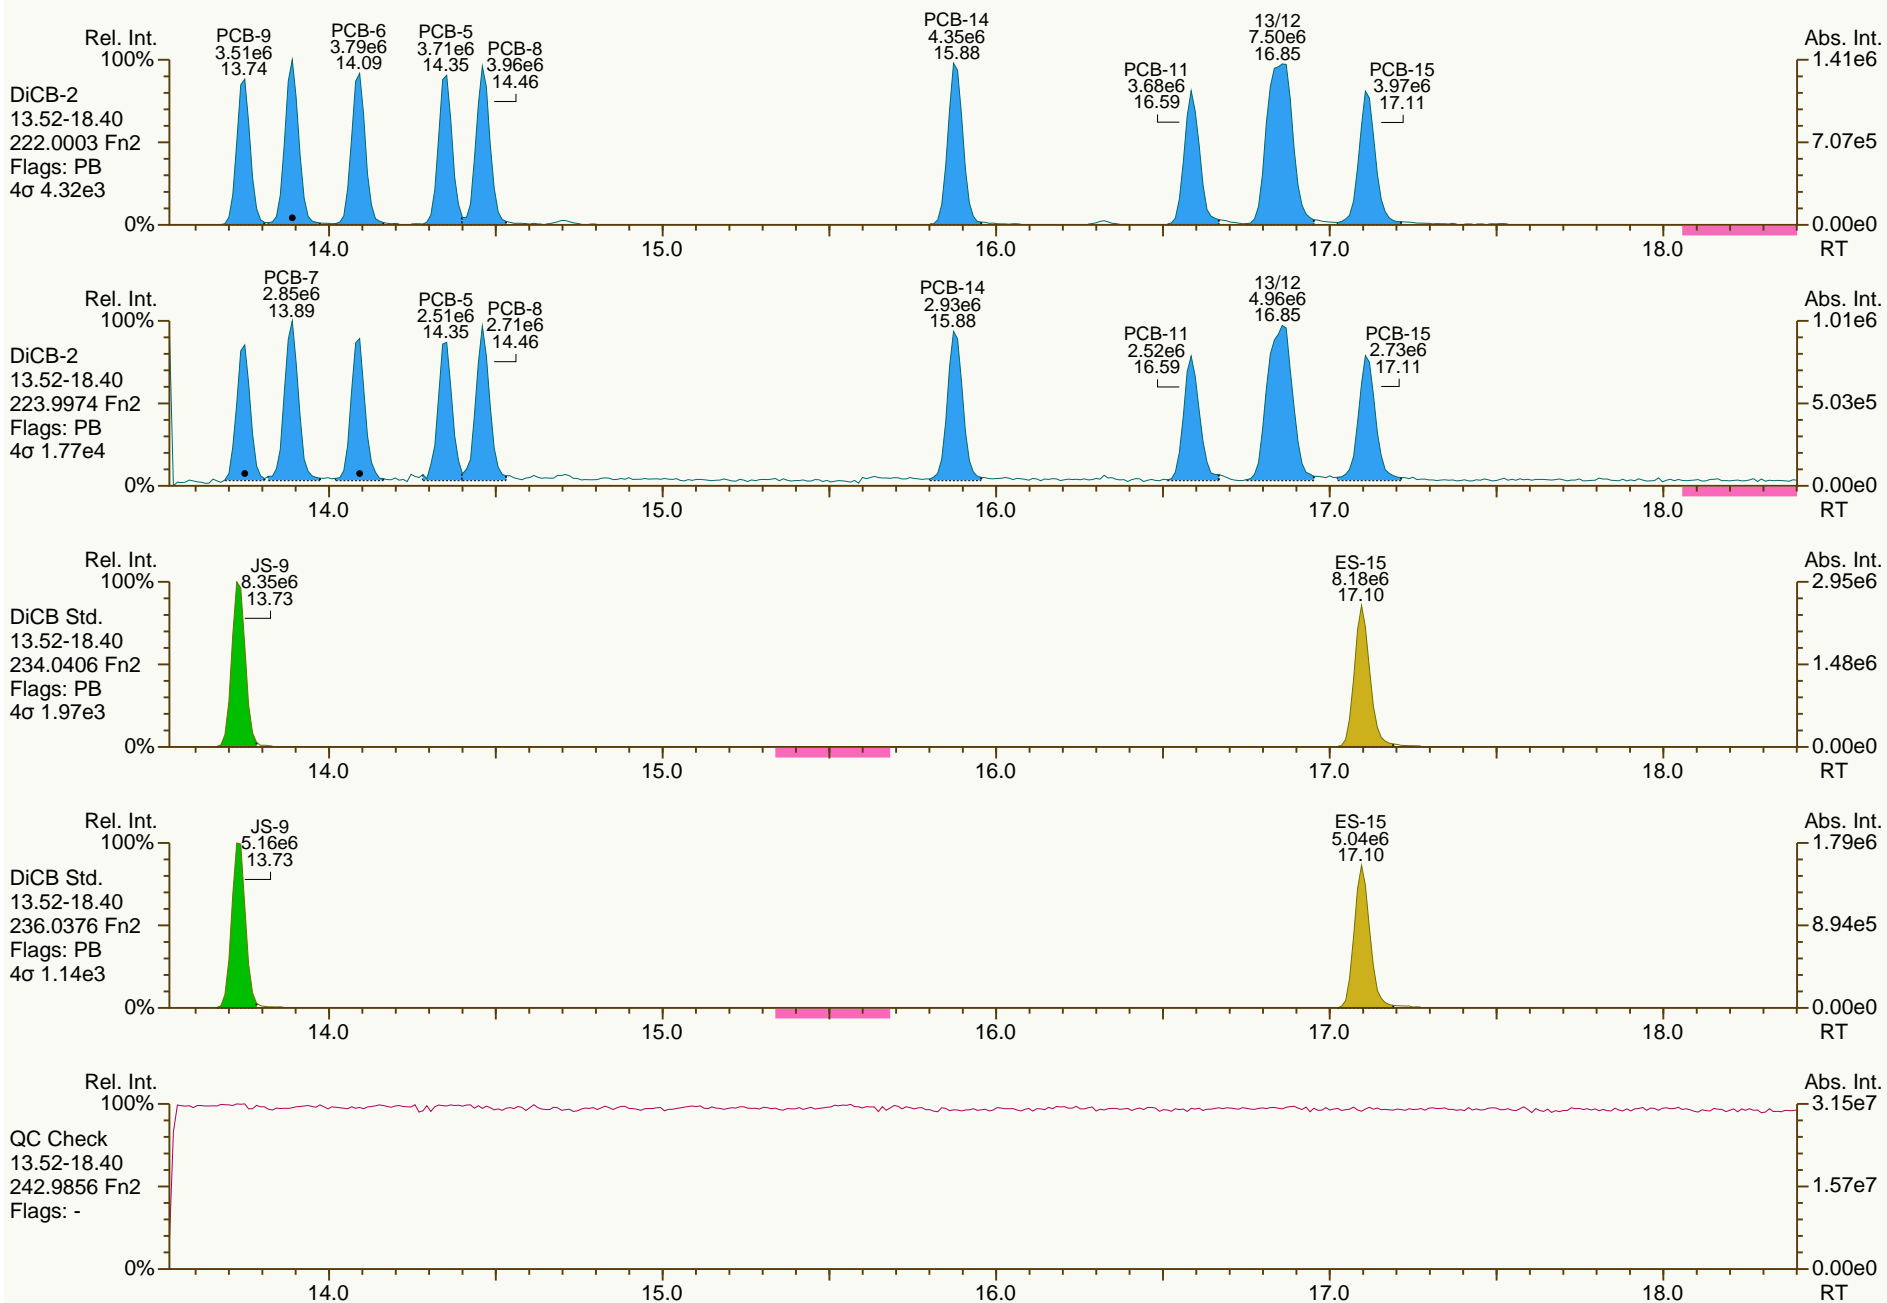 Rel. Int.
100%
0%
DiCB-2
13.52-18.40
222.0003 Fn2
Flags: PB
4σ 4.32e3
PCB-9
3.51e6
13.74
PCB-6
3.79e6
14.09
PCB-5
3.71e6
14.35
PCB-8
3.96e6
14.46
PCB-14
4.35e6
15.88
PCB-11
3.68e6
16.59
13/12
7.50e6
16.85
PCB-15
3.97e6
17.11
Abs. Int.
1.41e6
7.07e5
0.00e0
14.0 15.0 16.0 17.0 18.0 RT
Rel. Int.
100%
0%
DiCB-2
13.52-18.40
223.9974 Fn2
Flags: PB
4σ 1.77e4
PCB-7
2.85e6
13.89
PCB-5
2.51e6
14.35
PCB-8
2.71e6
14.46
PCB-14
2.93e6
15.88
PCB-11
2.52e6
16.59
13/12
4.96e6
16.85
PCB-15
2.73e6
17.11
Abs. Int.
1.01e6
5.03e5
0.00e0
14.0 15.0 16.0 17.0 18.0 RT
Rel. Int.
100%
0%
DiCB Std.
13.52-18.40
234.0406 Fn2
Flags: PB
4σ 1.97e3
JS-9
8.35e6
13.73
ES-15
8.18e6
17.10
Abs. Int.
2.95e6
1.48e6
0.00e0
14.0 15.0 16.0 17.0 18.0 RT
Rel. Int.
100%
0%
DiCB Std.
13.52-18.40
236.0376 Fn2
Flags: PB
4σ 1.14e3
JS-9
5.16e6
13.73
ES-15
5.04e6
17.10
Abs. Int.
1.79e6
8.94e5
0.00e0
14.0 15.0 16.0 17.0 18.0 RT
Rel. Int.
100%
0%
QC Check
13.52-18.40
242.9856 Fn2
Flags: -
Abs. Int.
3.15e7
1.57e7
0.00e0
14.0 15.0 16.0 17.0 18.0 RT